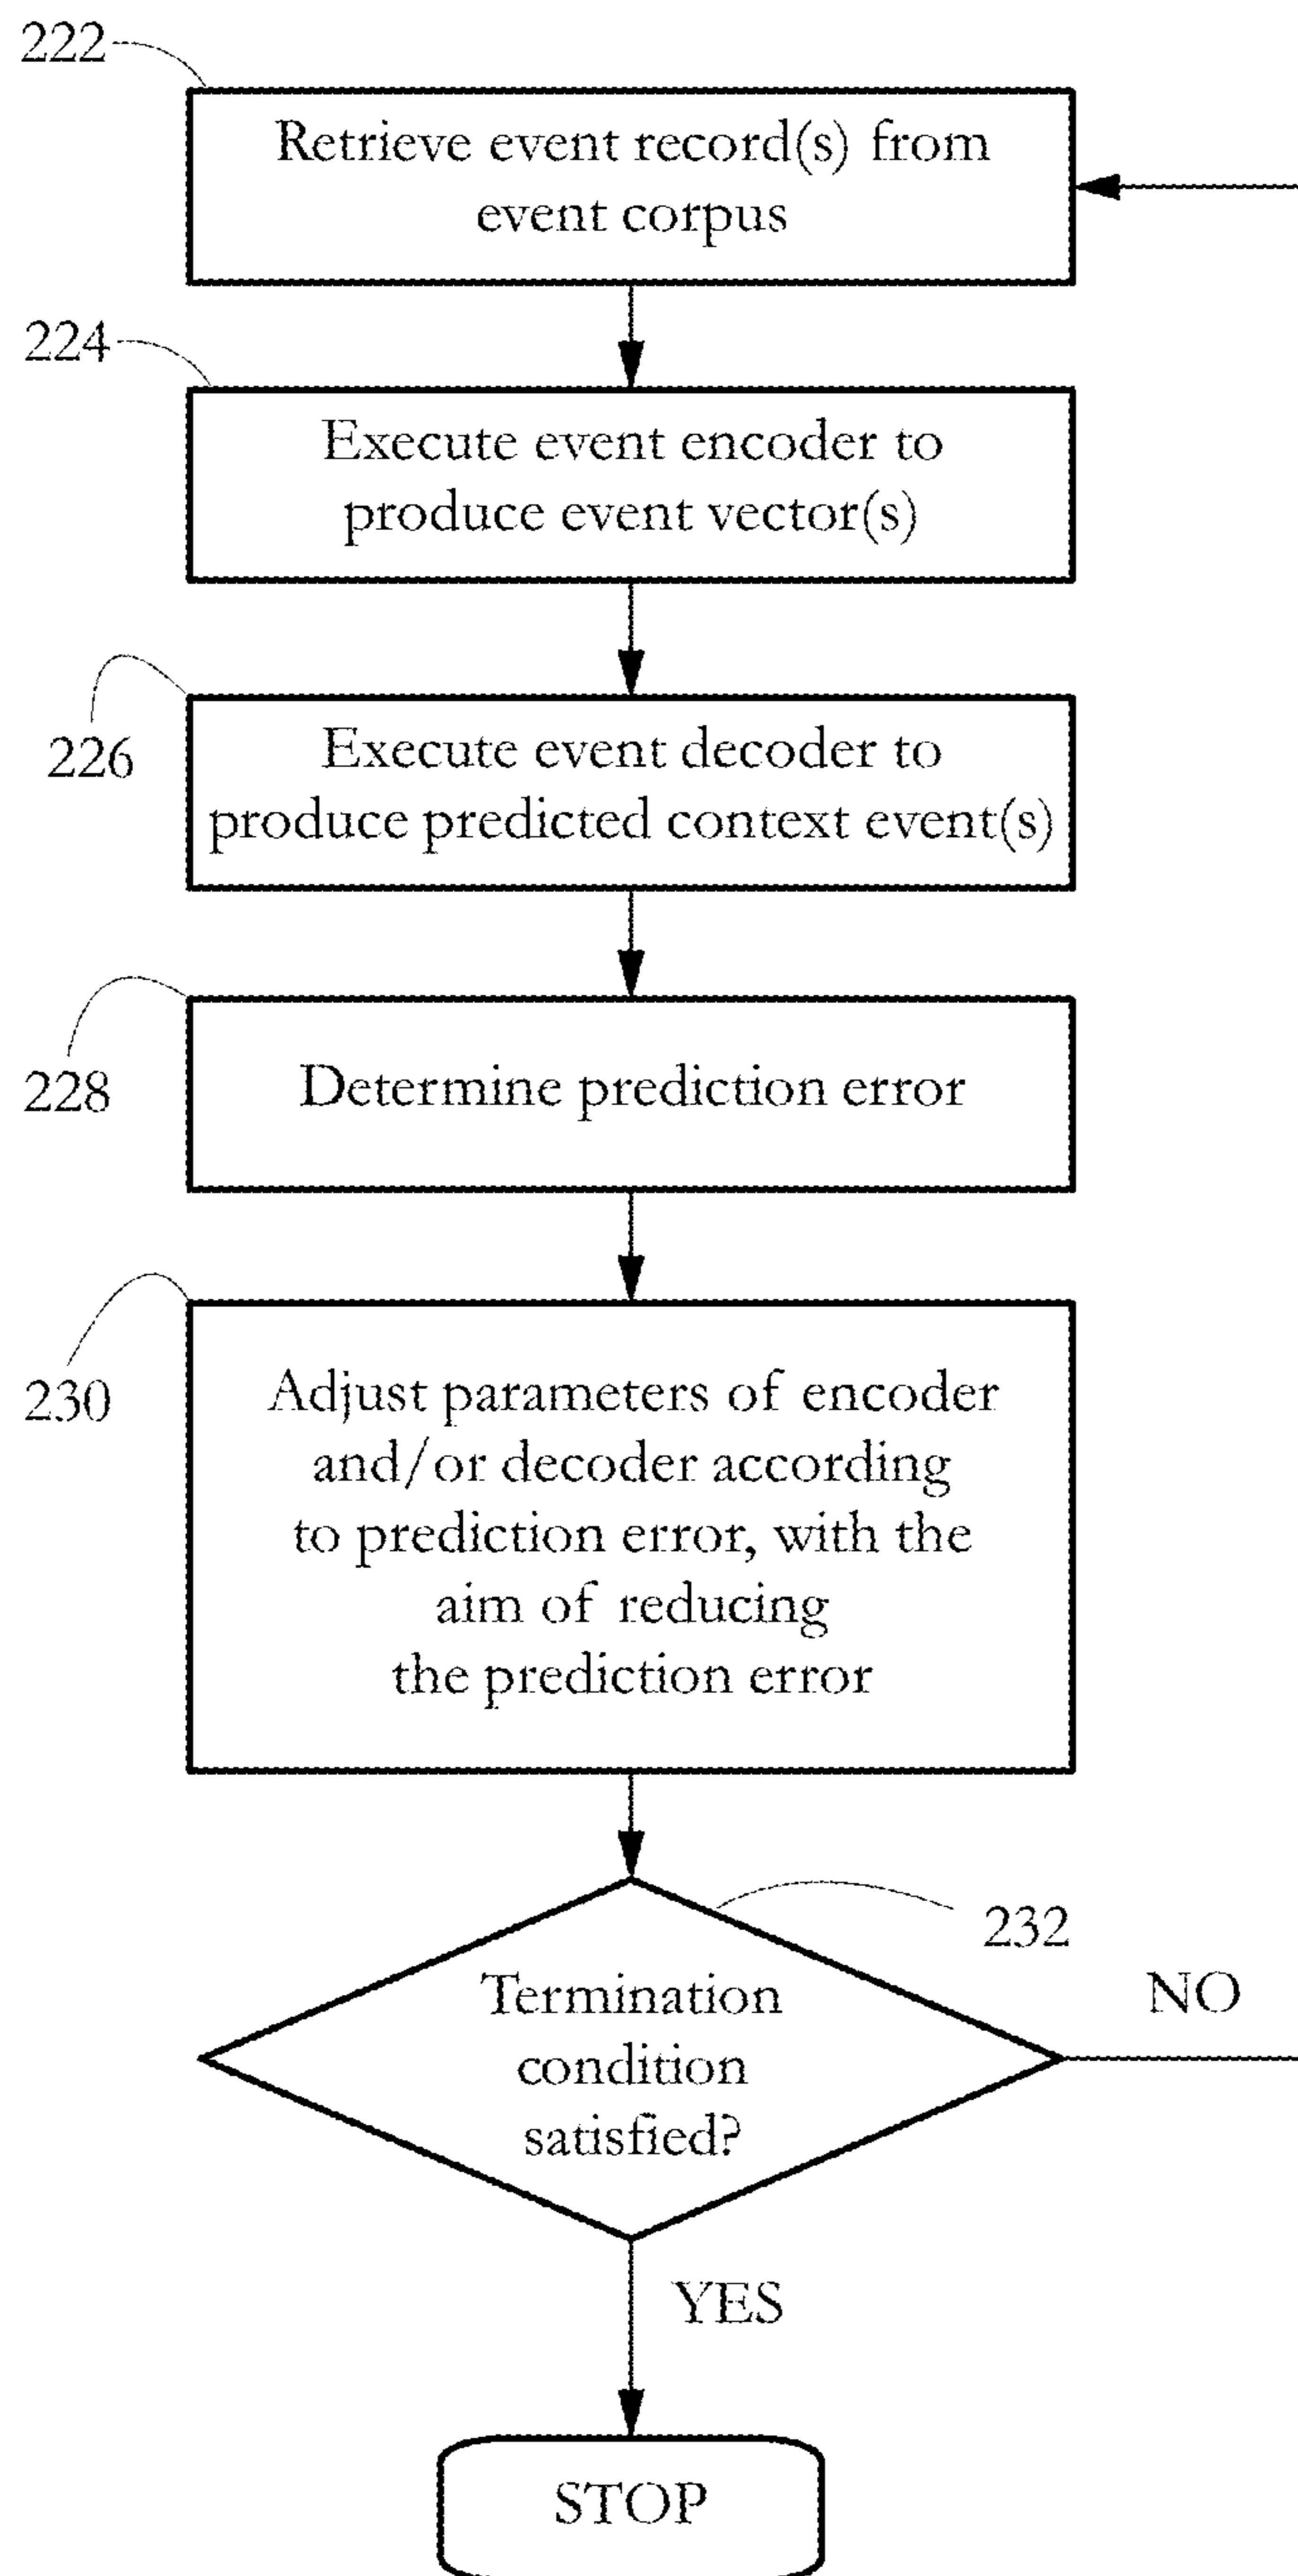 222
Retrieve event record(s) from
event corpus
224
Execute event encoder to
produce event vector(s)
226
Execute event decoder to
produce predicted context event(s)
228
Determine prediction error
230
Adjust parameters of encoder
and/or decoder according
to prediction error, with the
aim of reducing
the prediction error
232
Termination
condition
satisfied?
NO
YES
STOP